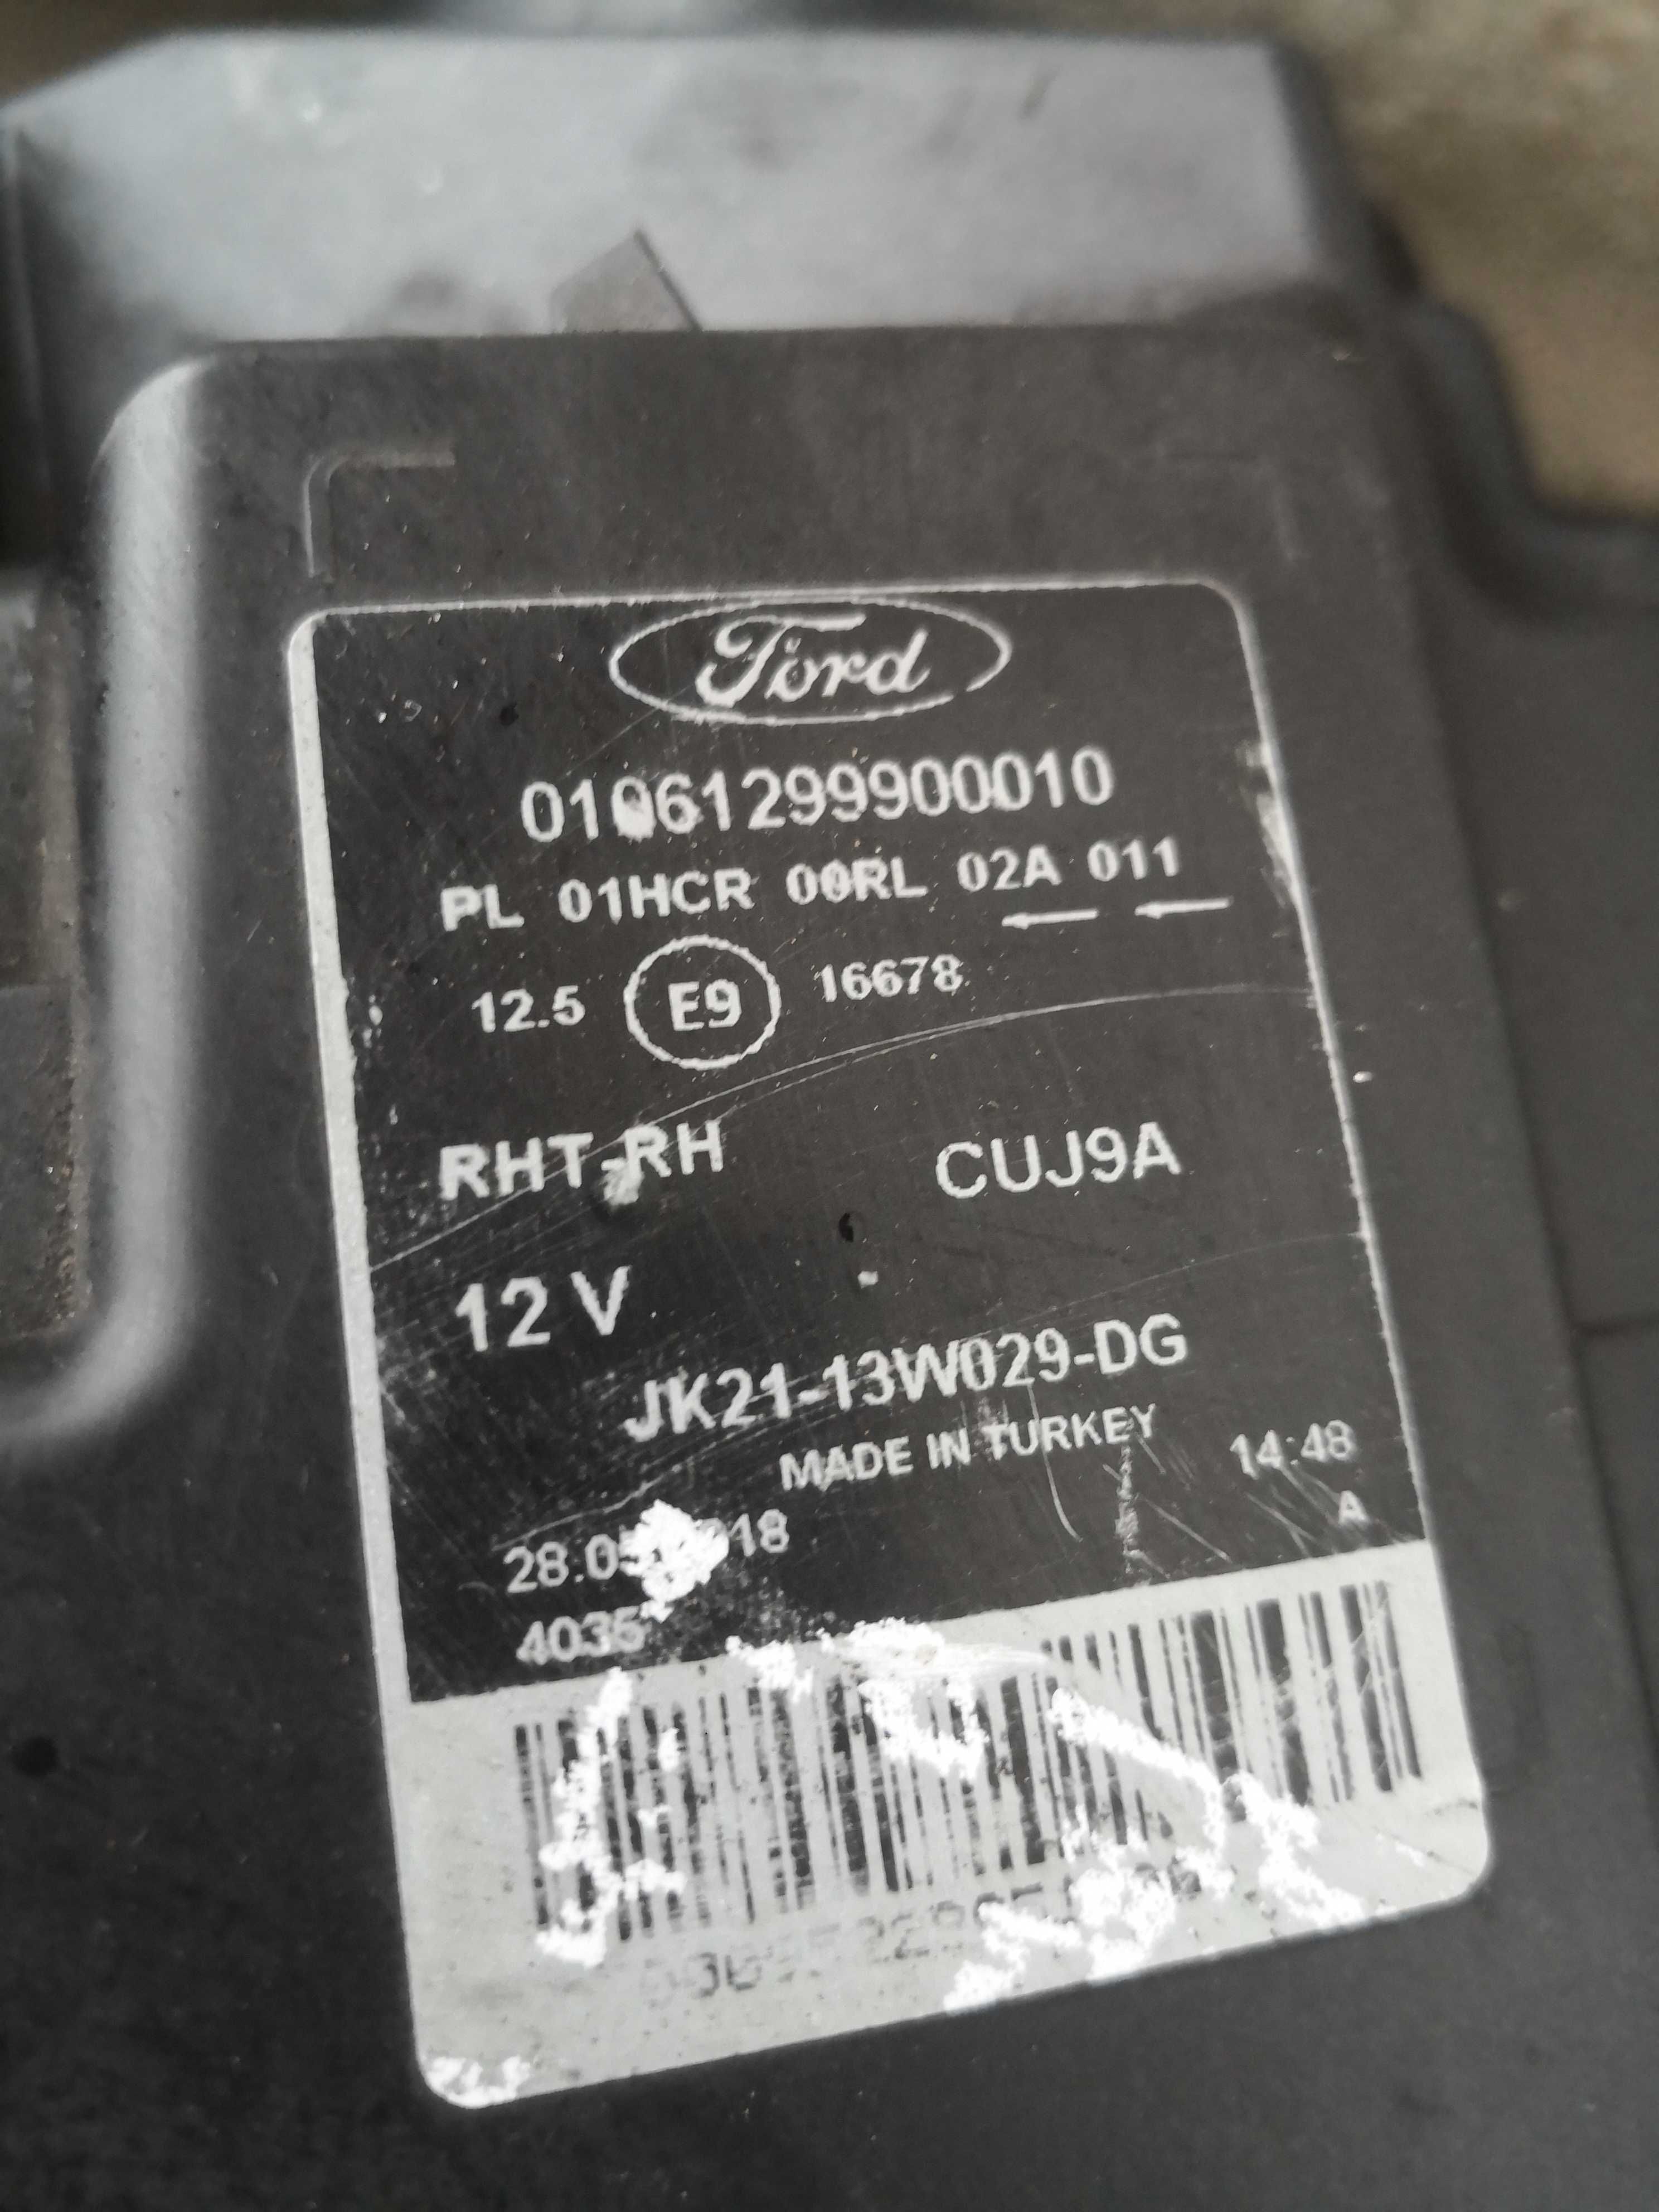 Ford
01061299900010
PL 01HCR 00RL 02A 011
12.5 E9 16678
RHT-RH CUJ9A
12 V
JK21-13W029-DG
MADE IN TURKEY
14:48
A
4035